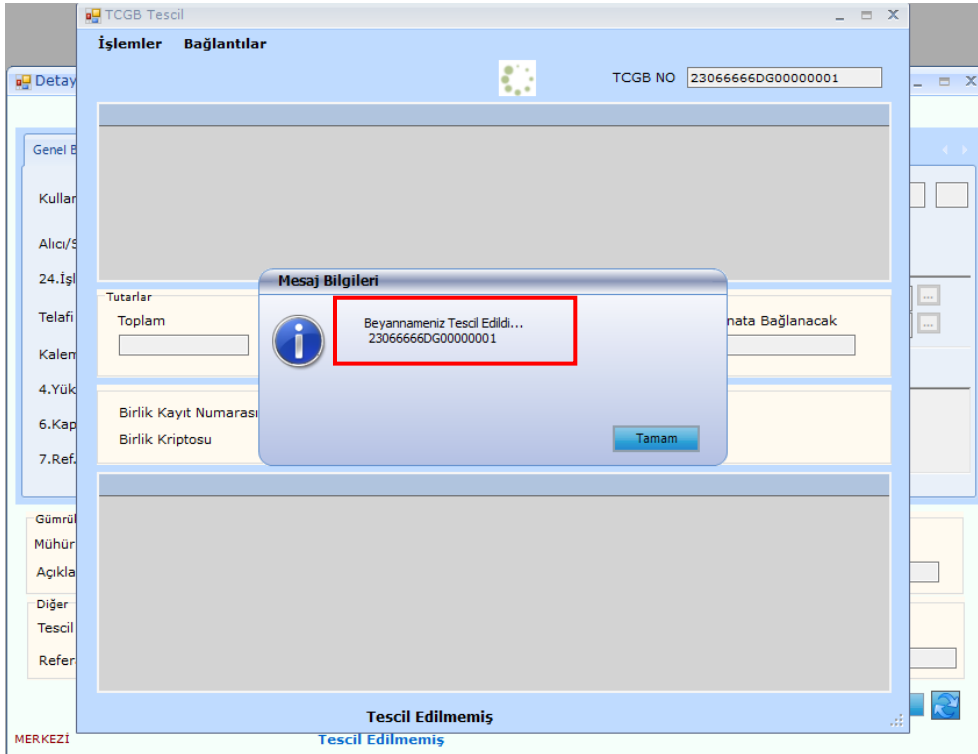 TCGB Tescil
İşlemler Bağlantılar
TCGB NO 23066666DG00000001
Detay
Genel B
Kullar
Alıcı/S
24.İşl
Telafi
Kalem
4.Yük
6.Kap
7.Ref.
Tutarlar
Toplam
nata Bağlanacak
Mesaj Bilgileri
Beyannameniz Tescil Edildi...
23066666DG00000001
Tamam
Birlik Kayıt Numarası
Birlik Kriptosu
Gümrül
Mühür
Açıkla
Diğer
Tescil
Refer
Tescil Edilmemiş
MERKEZİ
Tescil Edilmemiş